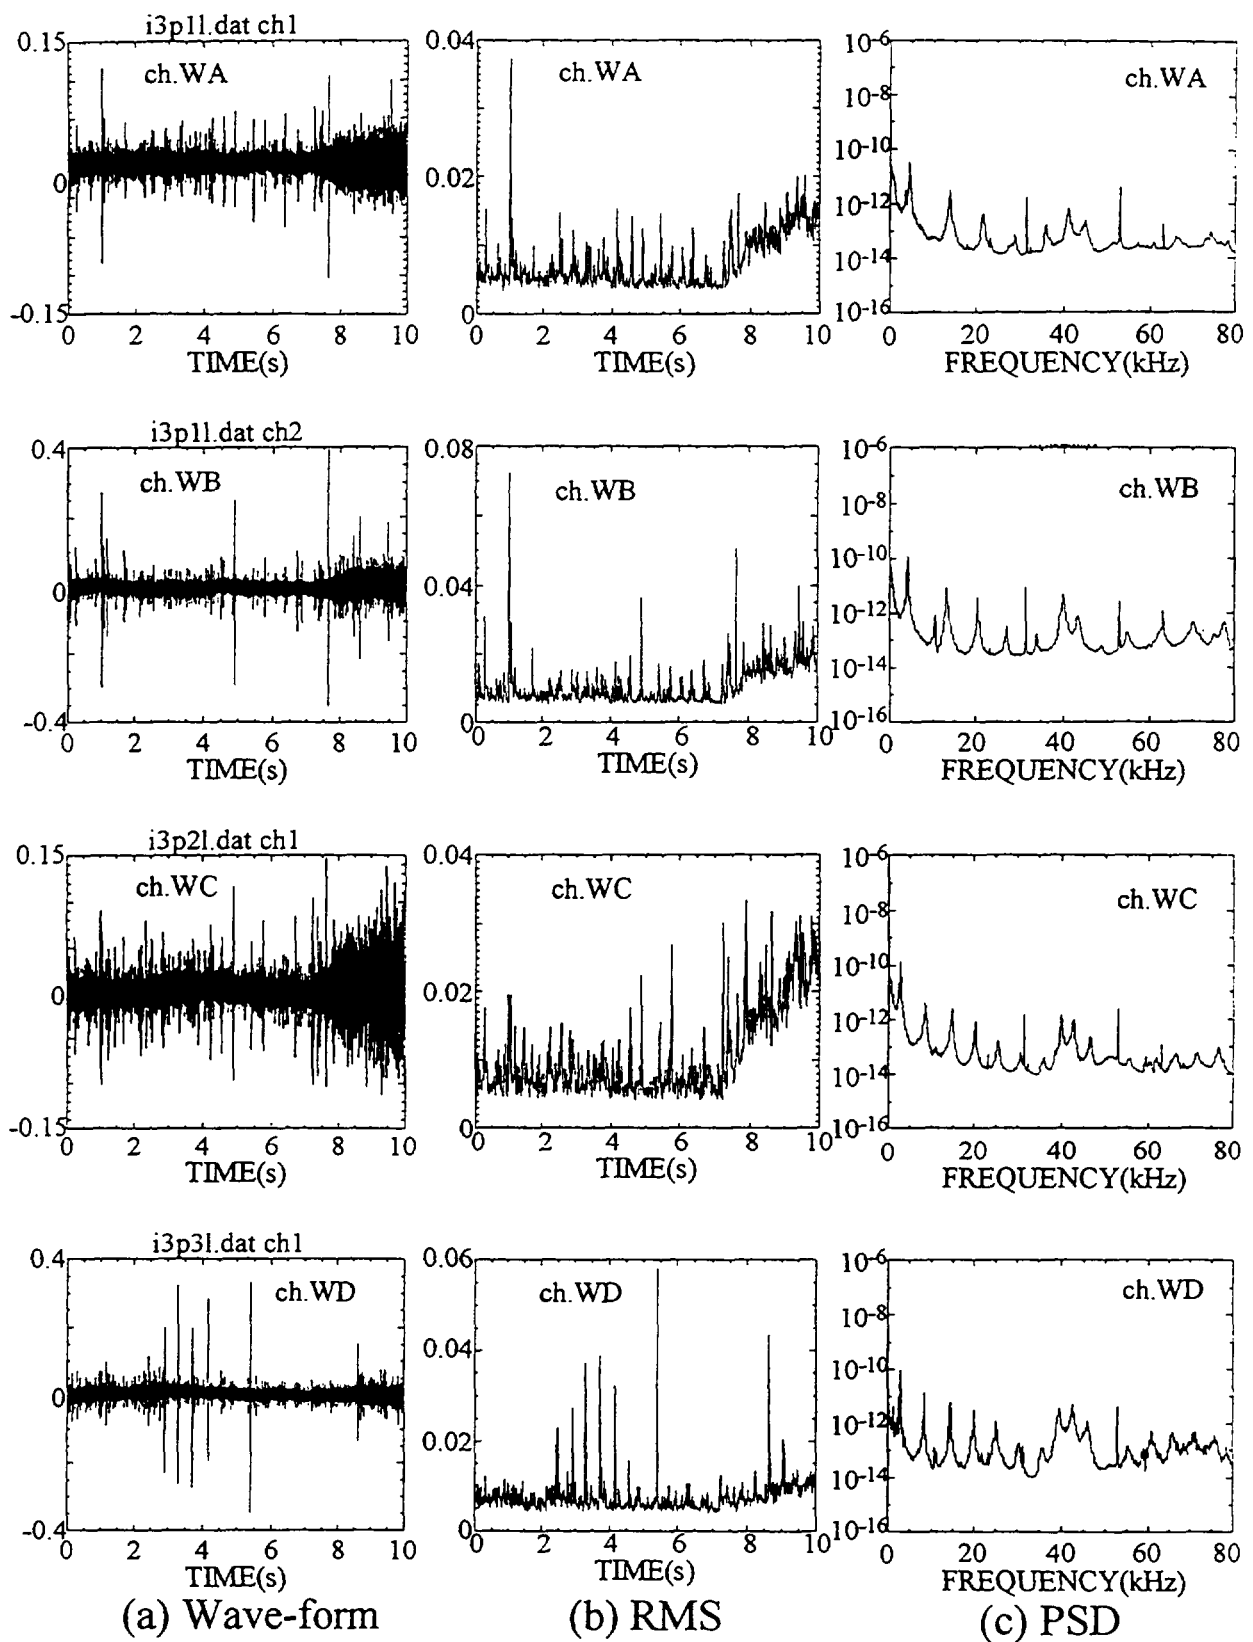 i3p1l.dat ch1
0.15
ch.WA
0
-0.15
0 2 4 6 8 10
TIME(s)
0.04
ch.WA
0.02
0
0 2 4 6 8 10
TIME(s)
10-6
ch.WA
10-8
10-10
10-12
10-14
10-16
0 20 40 60 80
FREQUENCY(kHz)
i3p1l.dat ch2
0.4
ch.WB
0
-0.4
0 2 4 6 8 10
TIME(s)
0.08
ch.WB
0.04
0
0 2 4 6 8 10
TIME(s)
10-6
ch.WB
10-8
10-10
10-12
10-14
10-16
0 20 40 60 80
FREQUENCY(kHz)
i3p2l.dat ch1
0.15
ch.WC
0
-0.15
0 2 4 6 8 10
TIME(s)
0.04
ch.WC
0.02
0
0 2 4 6 8 10
TIME(s)
10-6
ch.WC
10-8
10-10
10-12
10-14
10-16
0 20 40 60 80
FREQUENCY(kHz)
i3p3l.dat ch1
0.4
ch.WD
0
-0.4
0 2 4 6 8 10
TIME(s)
0.06
ch.WD
0.04
0.02
0
0 2 4 6 8 10
TIME(s)
10-6
ch.WD
10-8
10-10
10-12
10-14
10-16
0 20 40 60 80
FREQUENCY(kHz)
(a) Wave-form
(b) RMS
(c) PSD